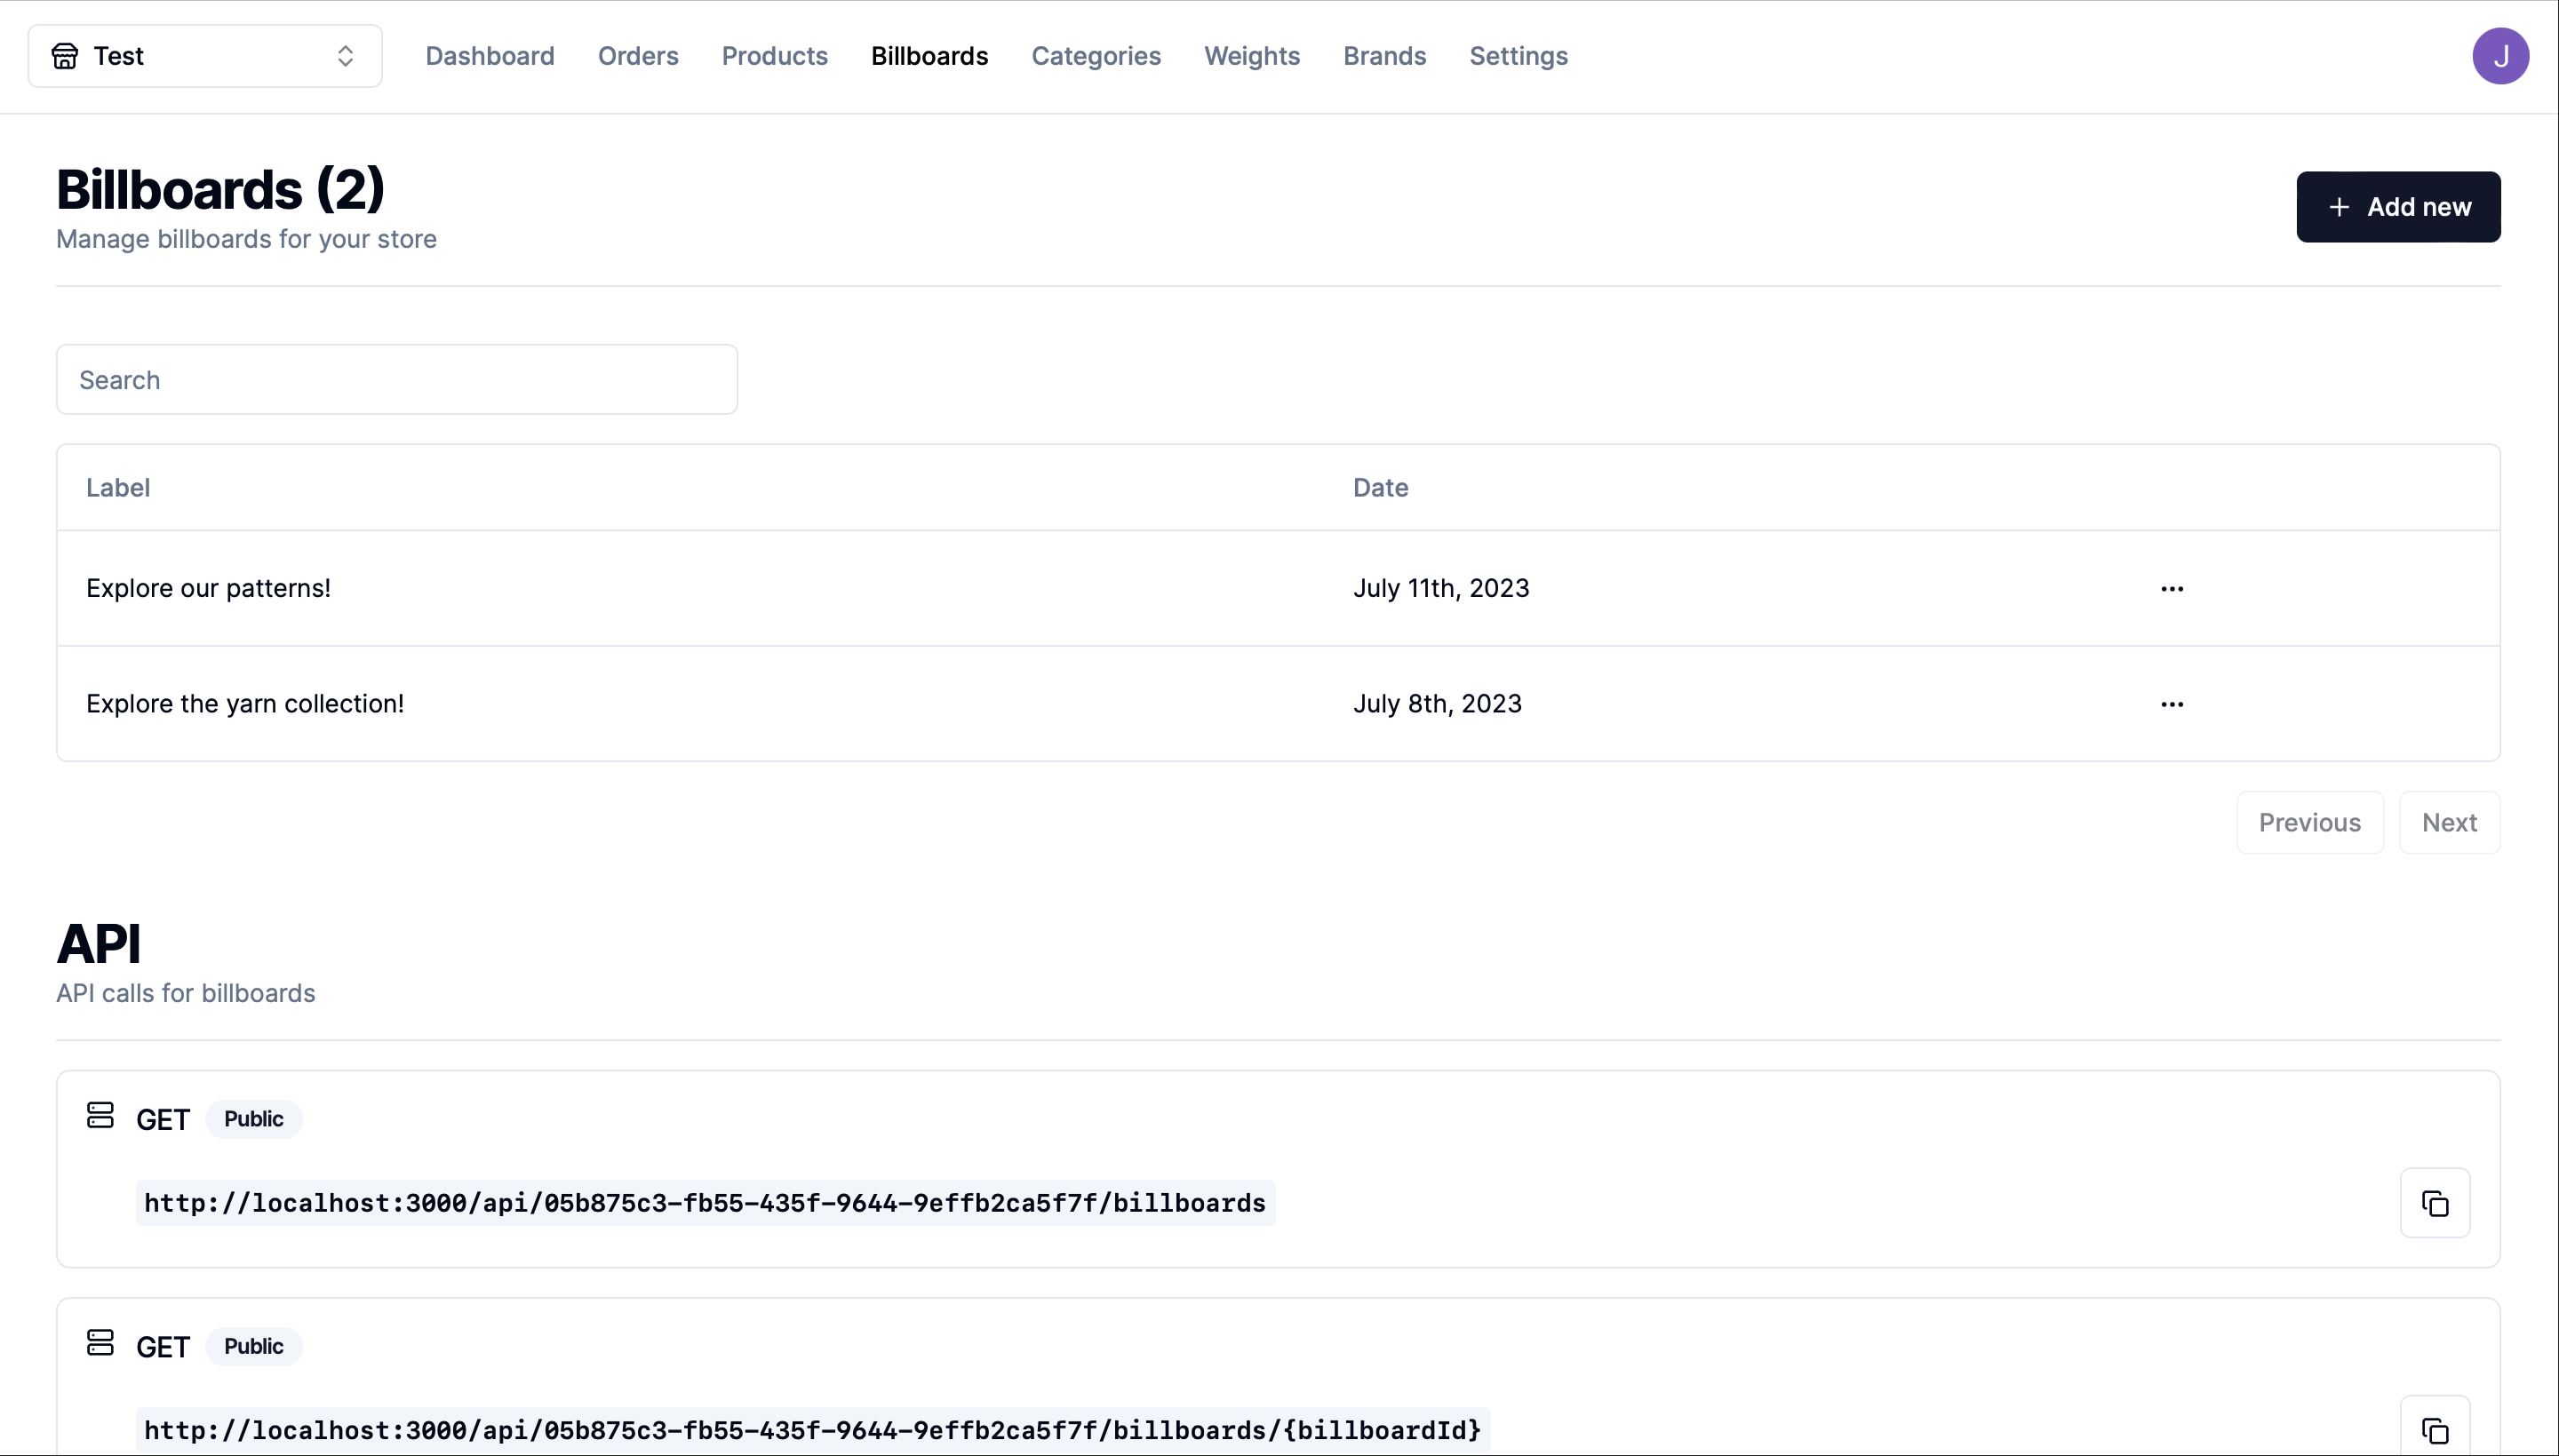 Test
Dashboard Orders Products Billboards Categories Weights Brands Settings
J
Billboards (2)
Manage billboards for your store
+ Add new
Search
Label Date
Explore our patterns! July 11th, 2023 ...
Explore the yarn collection! July 8th, 2023 ...
Previous Next
API
API calls for billboards
GET Public
http://localhost:3000/api/05b875c3-fb55-435f-9644-9effb2ca5f7f/billboards
GET Public
http://localhost:3000/api/05b875c3-fb55-435f-9644-9effb2ca5f7f/billboards/{billboardId}